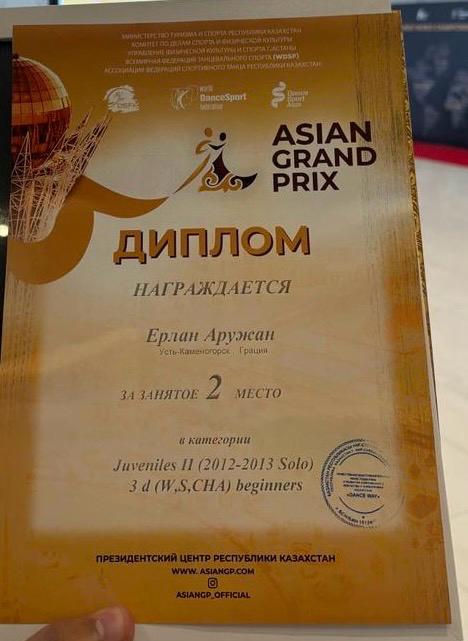 МИНИСТЕРСТВО ТУРИЗМА И СПОРТА РЕСПУБЛИКИ КАЗАХСТАН
КОМИТЕТ ПО ДЕЛАМ СПОРТА И ФИЗИЧЕСКОЙ КУЛЬТУРЫ
УПРАВЛЕНИЕ ФИЗИЧЕСКОЙ КУЛЬТУРЫ И СПОРТА Г.АСТАНЫ
ВСЕМИРНАЯ ФЕДЕРАЦИЯ ТАНЦЕВАЛЬНОГО СПОРТА (WDSF)
АССОЦИАЦИЯ ФЕДЕРАЦИЙ СПОРТИВНОГО ТАНЦА РЕСПУБЛИКИ КАЗАХСТАН
World
DanceSport
Federation
Dance
Sport
Asia
ASIAN
GRAND
PRIX
ДИПЛОМ
НАГРАЖДАЕТСЯ
Ерлан Аружан
Усть-Каменогорск , Грация
ЗА ЗАНЯТОЕ 2 МЕСТО
в категории
Juveniles II (2012-2013 Solo)
3 d (W,S,CHA) beginners
«DANCE WAY»
ПРЕЗИДЕНТСКИЙ ЦЕНТР РЕСПУБЛИКИ КАЗАХСТАН
WWW. ASIANGP.COM
ASIANGP_OFFICIAL